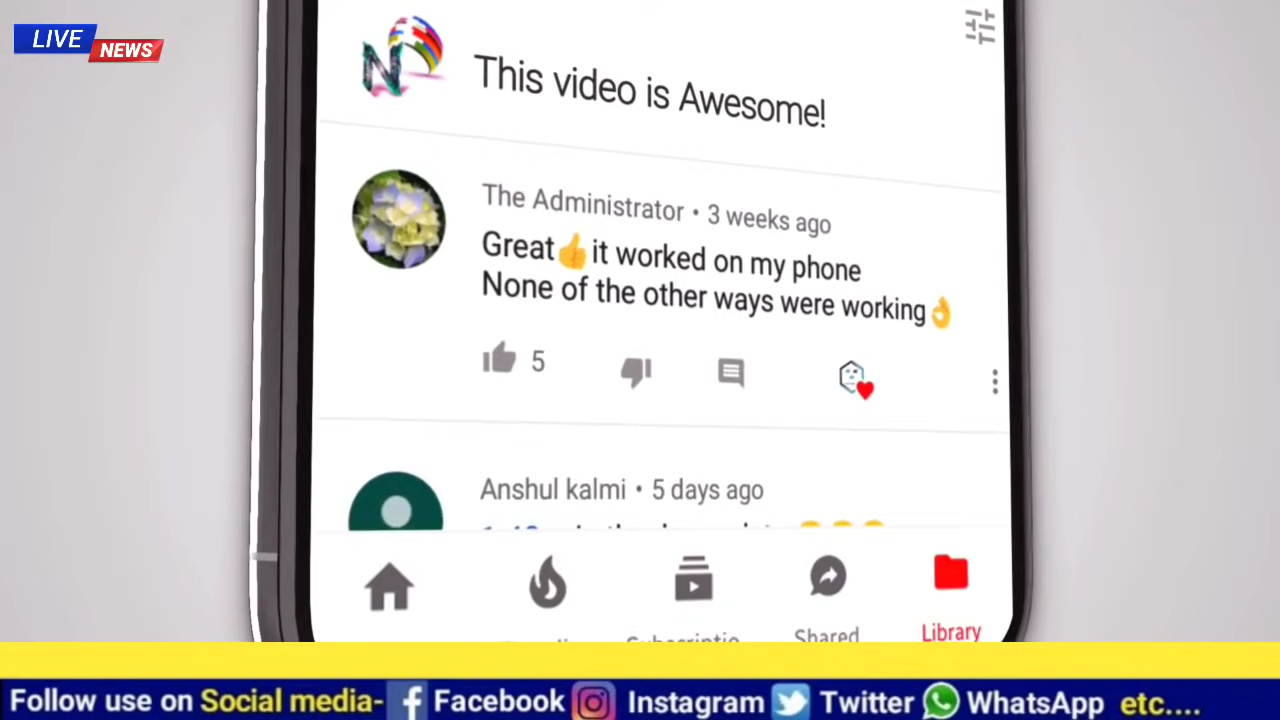 LIVE
NEWS
N
This video is Awesome!
The Administrator • 3 weeks ago
Great👍it worked on my phone
None of the other ways were working👌
5
Anshul kalmi • 5 days ago
Shared
Library
Follow use on Social media- Facebook Instagram Twitter WhatsApp etc....